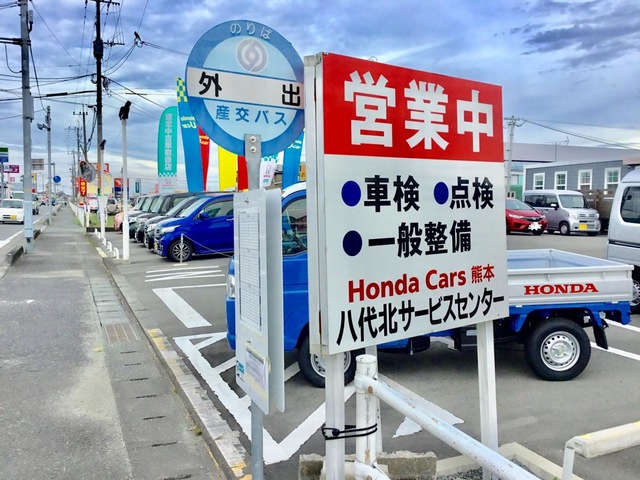 のりば
外 出
産交バス
営業中
●車検 ●点検
●一般整備
Honda Cars 熊本
八代北サービスセンター
HONDA